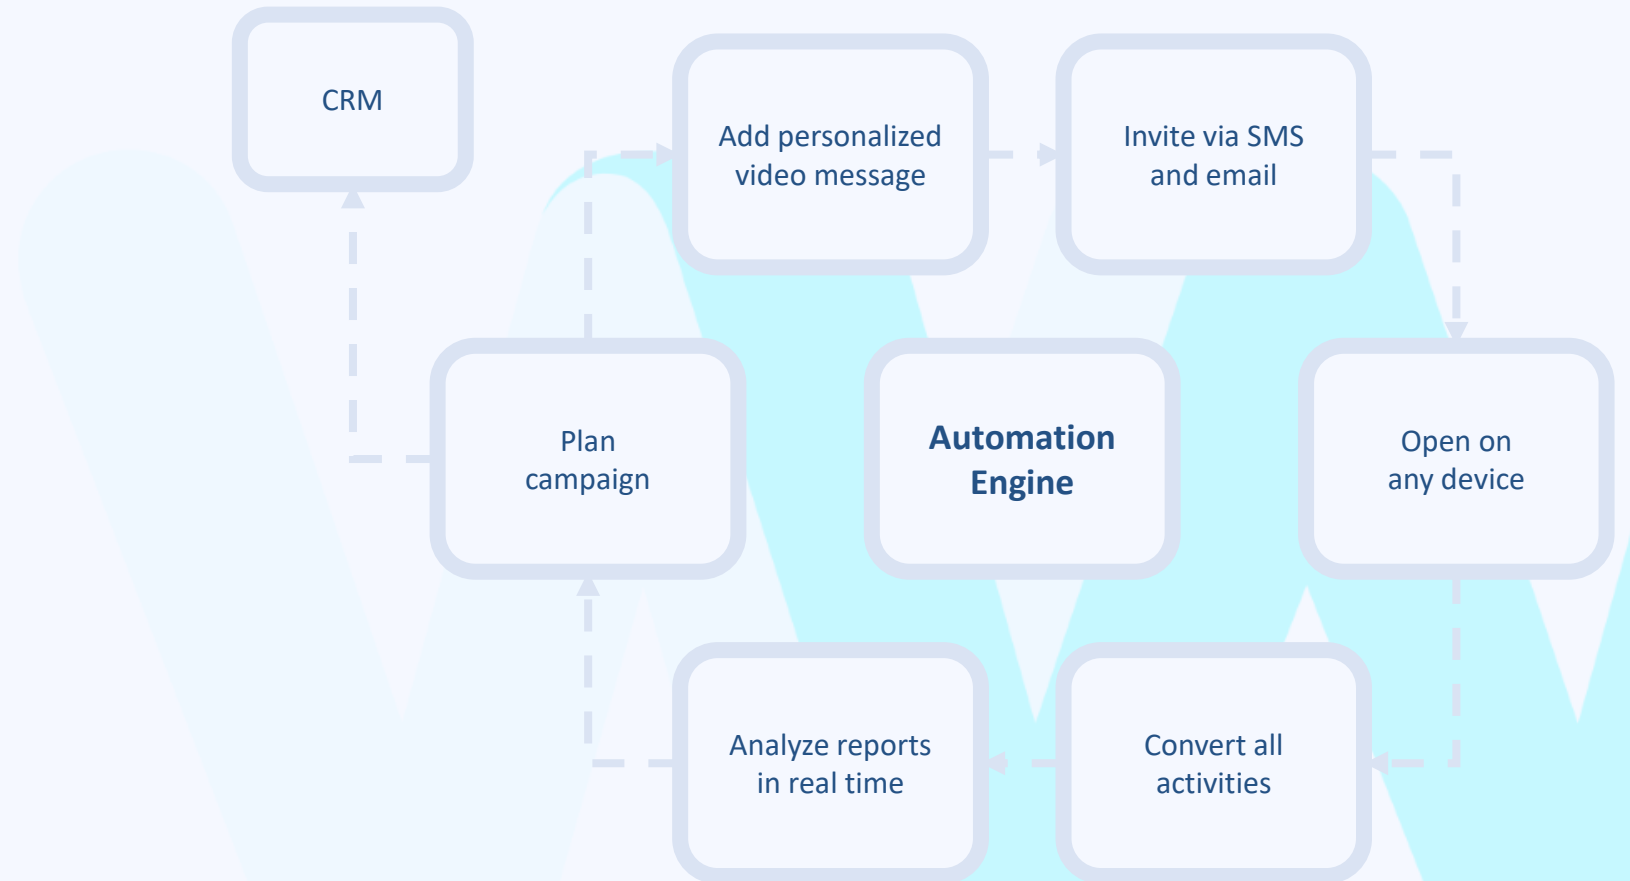 CRM
Add personalized
video message
Invite via SMS
and email
Plan
campaign
Automation
Engine
Open on
any device
Analyze reports
in real time
Convert all
activities